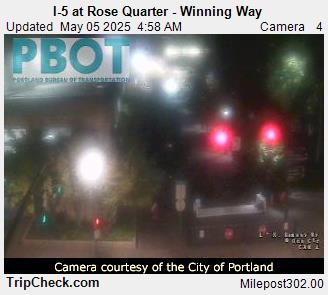 I-5 at Rose Quarter - Winning Way
Updated May 05 2025 4:58 AM Camera 4
PBOT
PORTLAND BUREAU OF TRANSPORTATION
Camera courtesy of the City of Portland
TripCheck.com
Milepost302.00